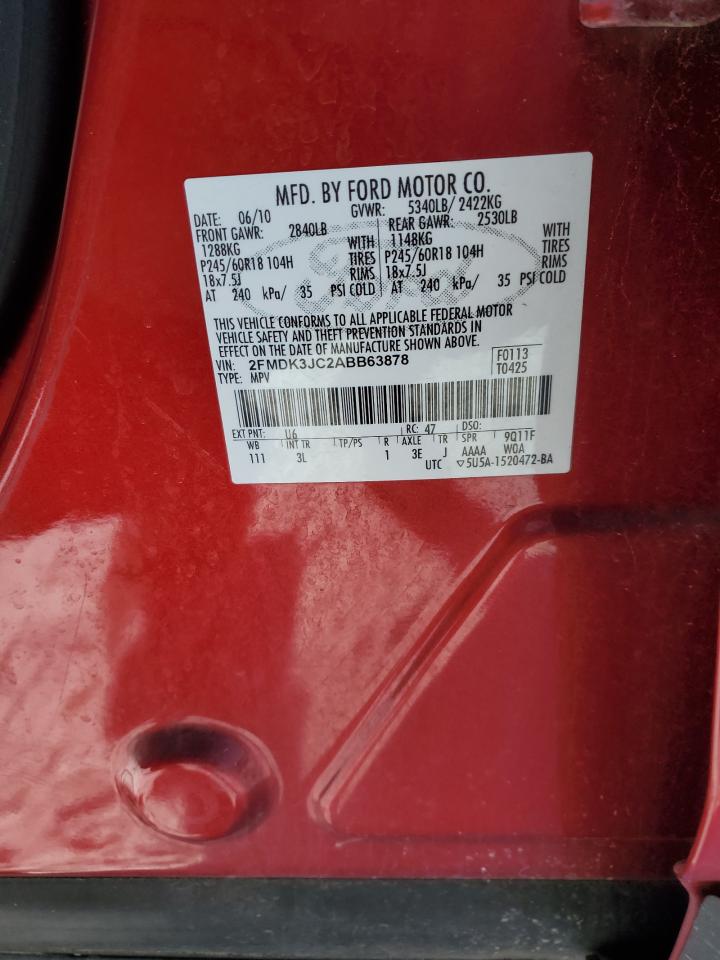 MFD. BY FORD MOTOR CO.
DATE: 06/10 GVWR: 5340LB/ 2422KG
FRONT GAWR: 2840LB REAR GAWR: 2530LB
1288KG WITH 1148KG WITH
P245/60R18 104H TIRES P245/60R18 104H TIRES
18x7.5J RIMS 18x7.5J RIMS
AT 240 kPa/ 35 PSI COLD AT 240 kPa/ 35 PSI COLD
Ford
THIS VEHICLE CONFORMS TO ALL APPLICABLE FEDERAL MOTOR
VEHICLE SAFETY AND THEFT PREVENTION STANDARDS IN
EFFECT ON THE DATE OF MANUFACTURE SHOWN ABOVE.
VIN: 2FMDK3JC2ABB63878 F0113
TYPE: MPV T0425
EXT PNT: U6 RC: 47 DSO:
WB INT TR TP/PS R AXLE TR SPR 9Q11F
111 3L 1 3E J AAAA WOA
UTC ▽5U5A-1520472-BA